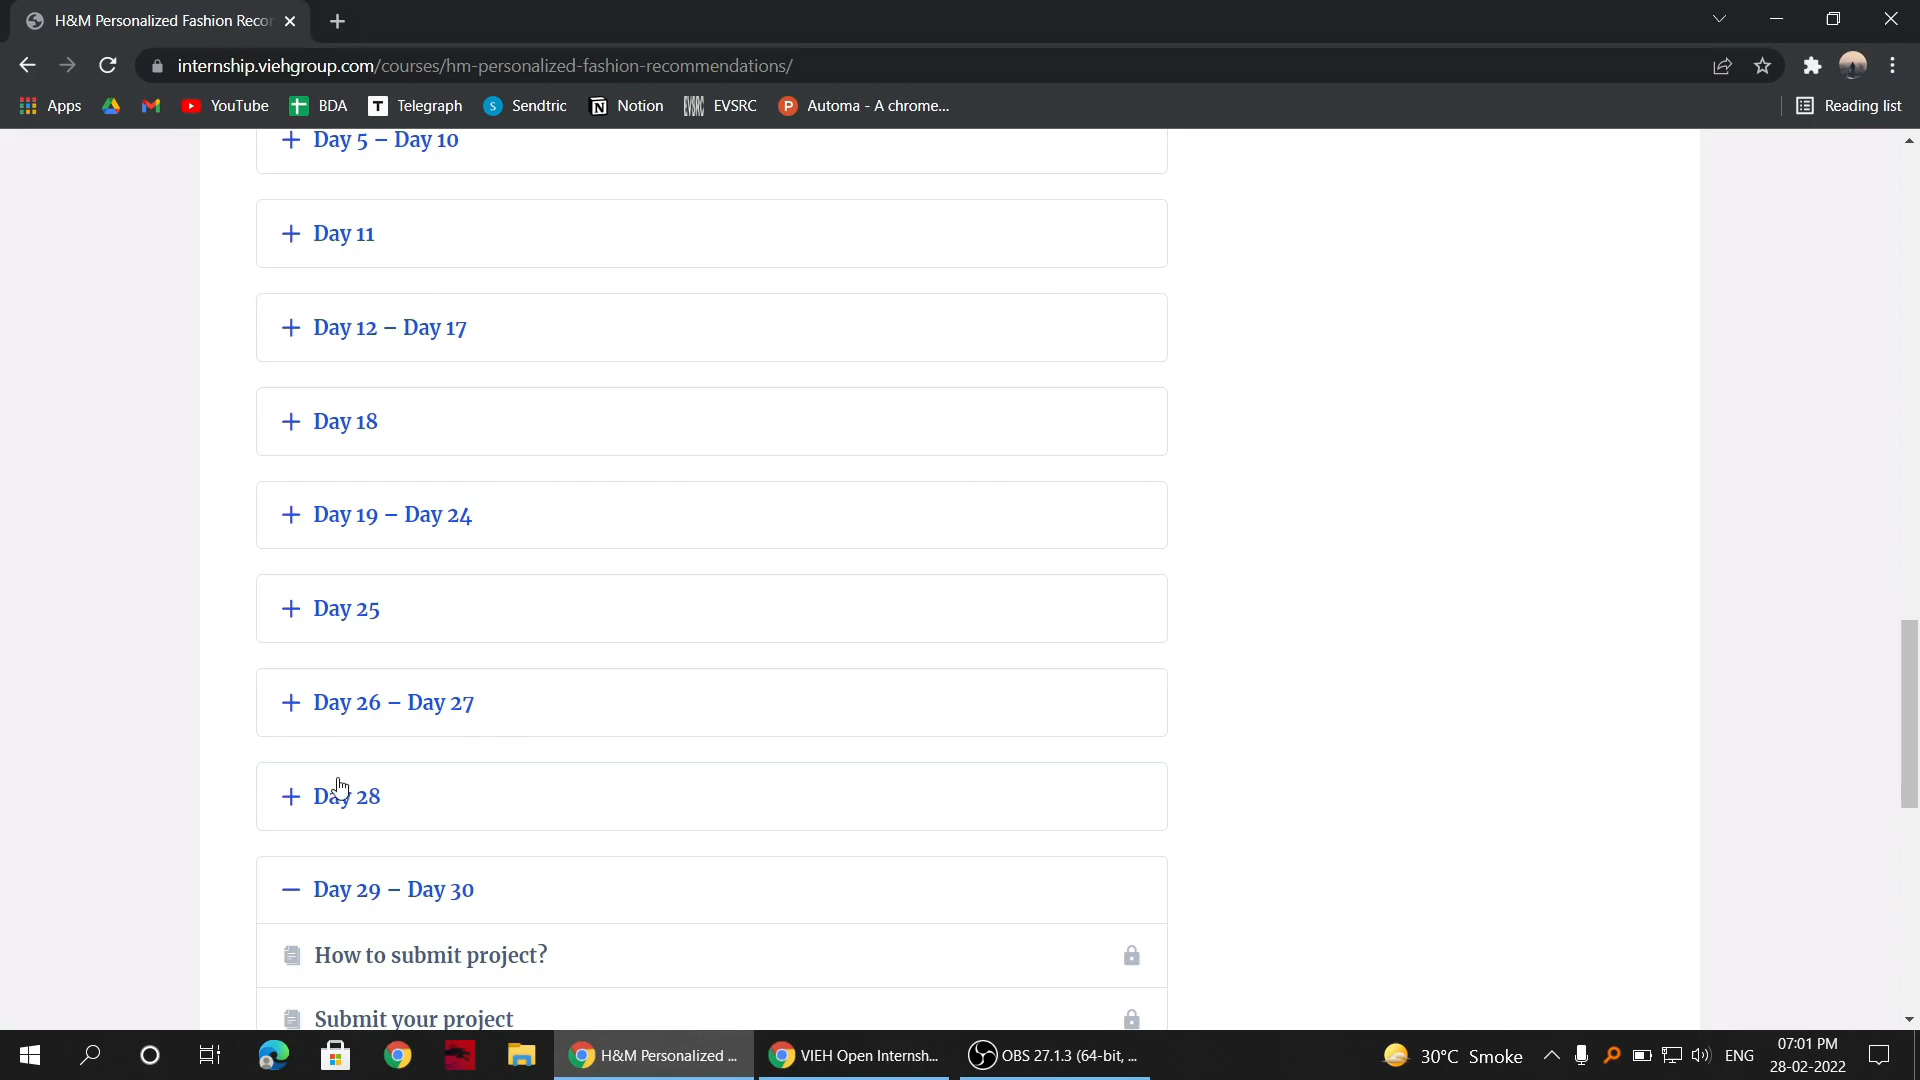 H&M Personalized Fashion Recor
internship.viehgroup.com/courses/hm-personalized-fashion-recommendations/
Apps
YouTube
BDA
Telegraph
Sendtric
Notion
EVSRC EVSRC
Automa - A chrome...
Reading list
Day 5 – Day 10
Day 11
Day 12 – Day 17
Day 18
Day 19 – Day 24
Day 25
Day 26 – Day 27
Day 28
Day 29 – Day 30
How to submit project?
Submit your project
H&M Personalized ...
VIEH Open Internsh...
OBS 27.1.3 (64-bit, ...
30°C Smoke
ENG
07:01 PM
28-02-2022